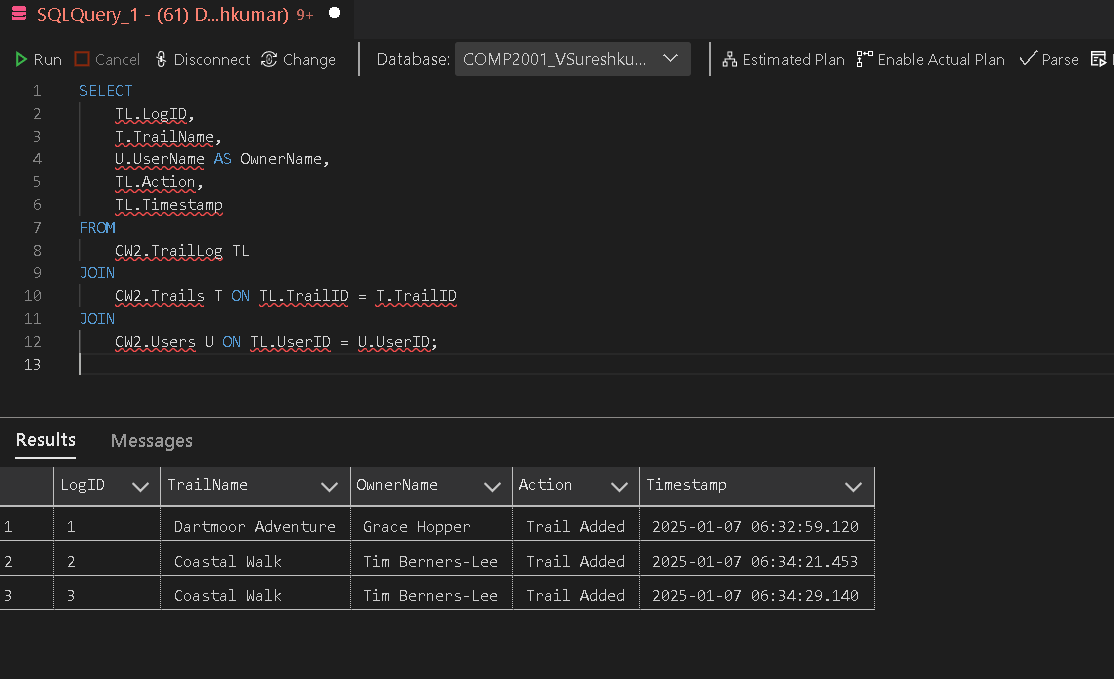 SQLQuery_1 - (61) D...hkumar) 9+
Run Cancel Disconnect Change Database: COMP2001_VSureshku... Estimated Plan Enable Actual Plan Parse
1 SELECT
2 TL.LogID,
3 T.TrailName,
4 U.UserName AS OwnerName,
5 TL.Action,
6 TL.Timestamp
7 FROM
8 CW2.TrailLog TL
9 JOIN
10 CW2.Trails T ON TL.TrailID = T.TrailID
11 JOIN
12 CW2.Users U ON TL.UserID = U.UserID;
13
Results Messages
LogID TrailName OwnerName Action Timestamp
1 1 Dartmoor Adventure Grace Hopper Trail Added 2025-01-07 06:32:59.120
2 2 Coastal Walk Tim Berners-Lee Trail Added 2025-01-07 06:34:21.453
3 3 Coastal Walk Tim Berners-Lee Trail Added 2025-01-07 06:34:29.140